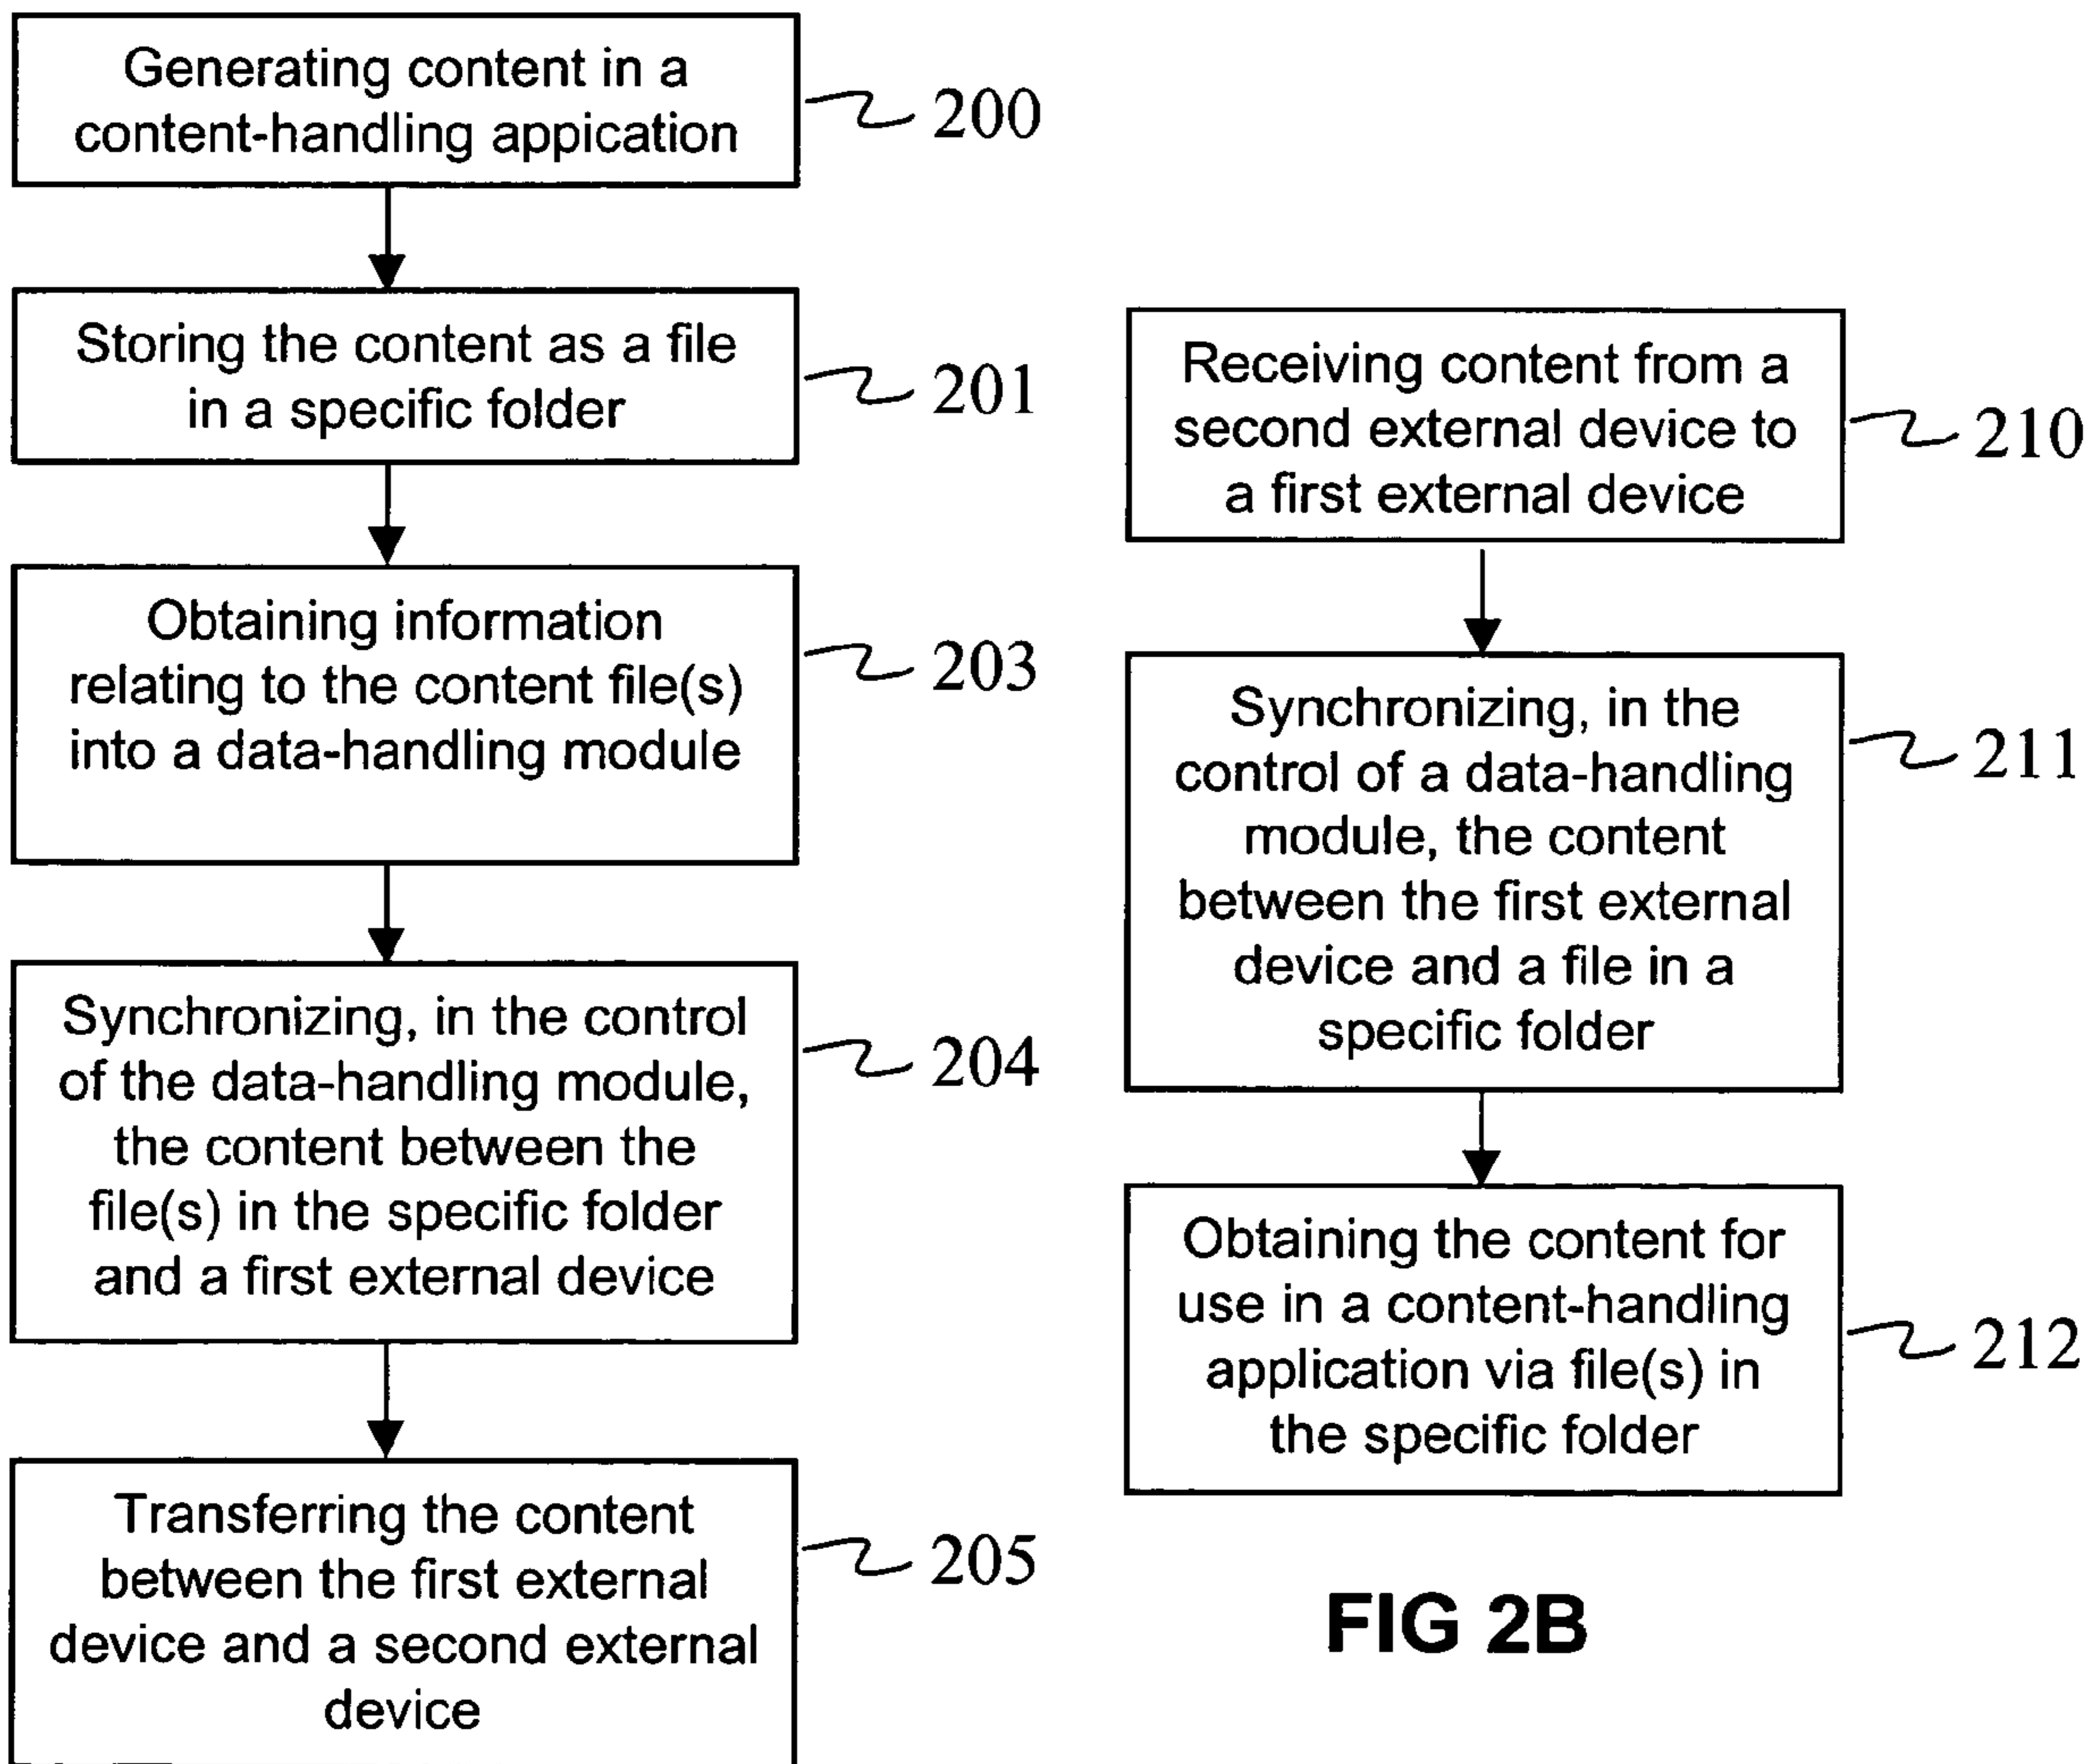 Generating content in a
content-handling appication
200
Storing the content as a file
in a specific folder
201
Obtaining information
relating to the content file(s)
into a data-handling module
203
Synchronizing, in the control
of the data-handling module,
the content between the
file(s) in the specific folder
and a first external device
204
Transferring the content
between the first external
device and a second external
device
205
Receiving content from a
second external device to
a first external device
210
Synchronizing, in the
control of a data-handling
module, the content
between the first external
device and a file in a
specific folder
211
Obtaining the content for
use in a content-handling
application via file(s) in
the specific folder
212
FIG 2B